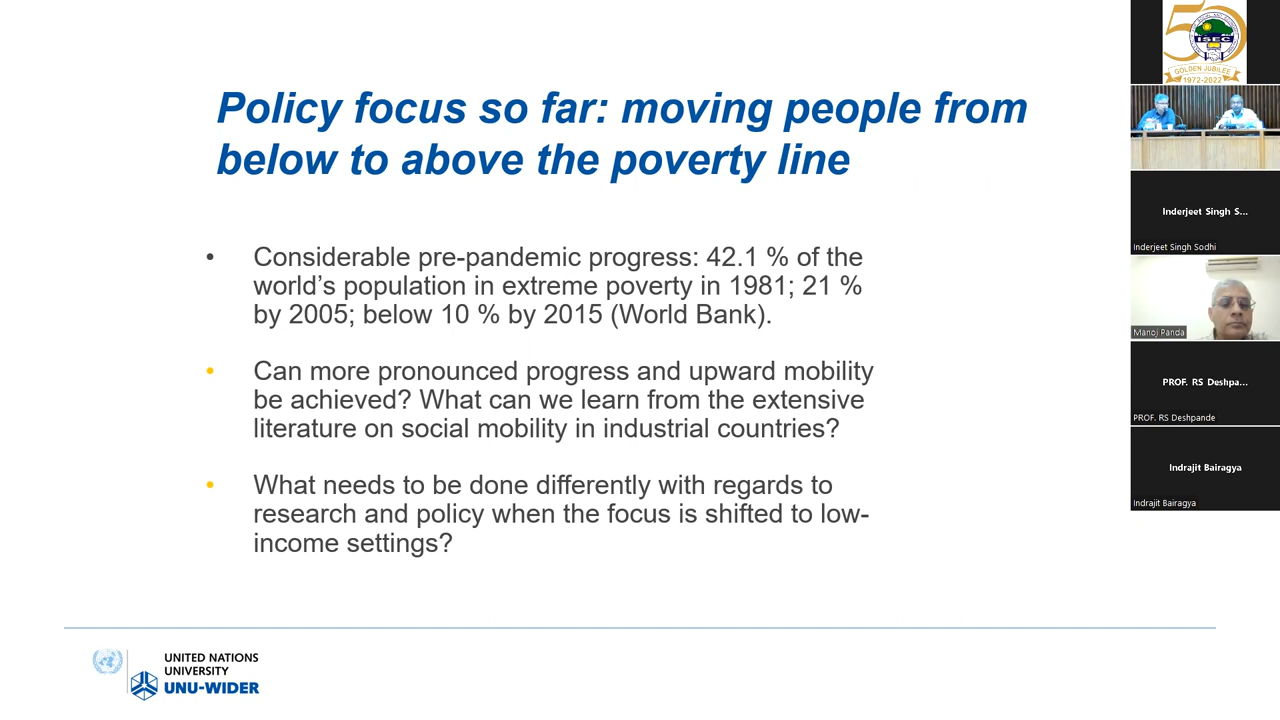 Policy focus so far: moving people from
below to above the poverty line
• Considerable pre-pandemic progress: 42.1 % of the
world’s population in extreme poverty in 1981; 21 %
by 2005; below 10 % by 2015 (World Bank).
• Can more pronounced progress and upward mobility
be achieved? What can we learn from the extensive
literature on social mobility in industrial countries?
• What needs to be done differently with regards to
research and policy when the focus is shifted to low-
income settings?
UNITED NATIONS
UNIVERSITY
UNU-WIDER
50
ISEC
GOLDEN JUBILEE
1972-2022
Inderjeet Singh S...
Inderjeet Singh Sodhi
Manoj Panda
PROF. RS Deshpa...
PROF. RS Deshpande
Indrajit Bairagya
Indrajit Bairagya